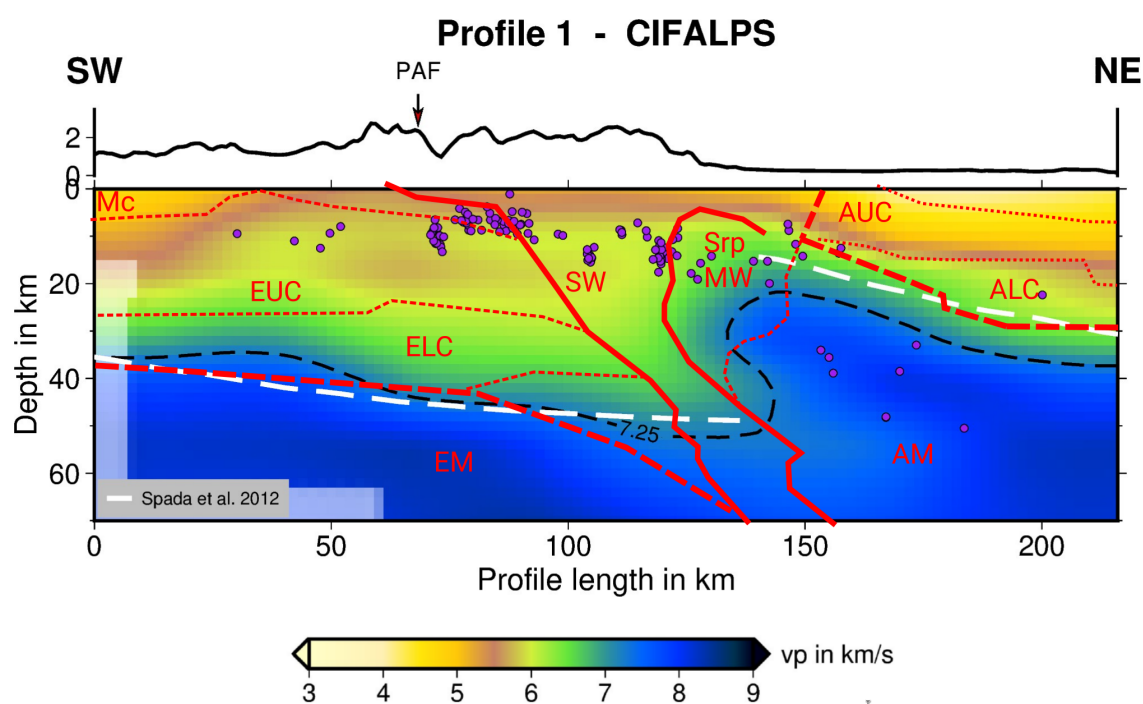 Profile 1 - CIFALPS
SW
NE
PAF
2
0
0
20
40
60
Depth in km
Mc
EUC
ELC
EM
SW
Srp
MW
AUC
ALC
AM
7.25
Spada et al. 2012
0 50 100 150 200
Profile length in km
3 4 5 6 7 8 9
vp in km/s